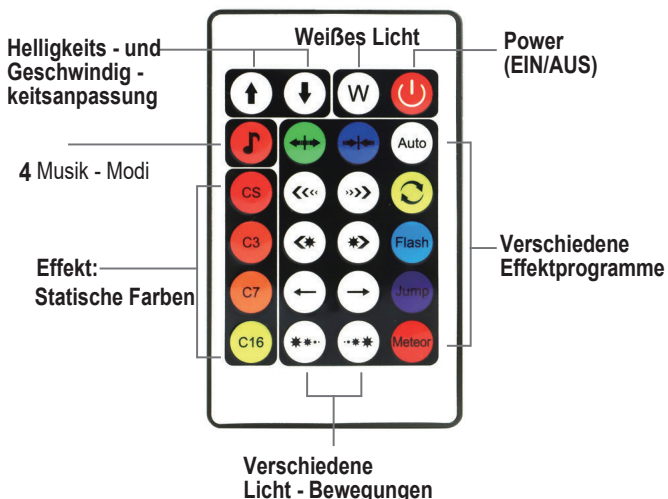 Helligkeits - und
Geschwindig -
keitsanpassung
Weißes Licht
Power
(EIN/AUS)
W
4 Musik - Modi
Auto
CS
C3
Flash
Effekt:
Statische Farben
Verschiedene
Effektprogramme
C7
Jump
C16
Meteor
Verschiedene
Licht - Bewegungen